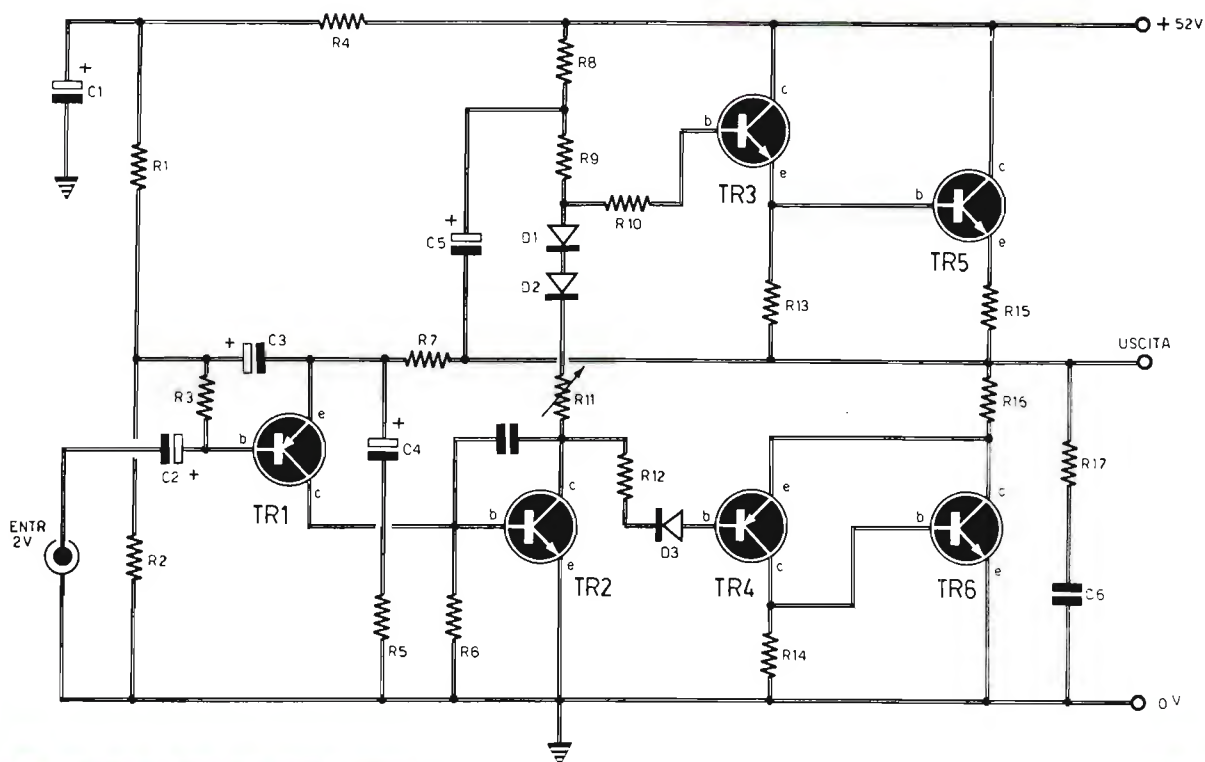 + 52V
R4
R8
C1
c
b
TR3
e
R1
R9
R10
c
b
TR5
e
C5
D1
D2
R13
R15
C3
R7
USCITA
R3
R11
R16
e
b
TR1
c
C2
C4
R12
R17
ENTR
2V
c
b
TR2
e
D3
e
b
TR4
c
c
b
TR6
e
R2
C6
R5
R6
R14
0 V